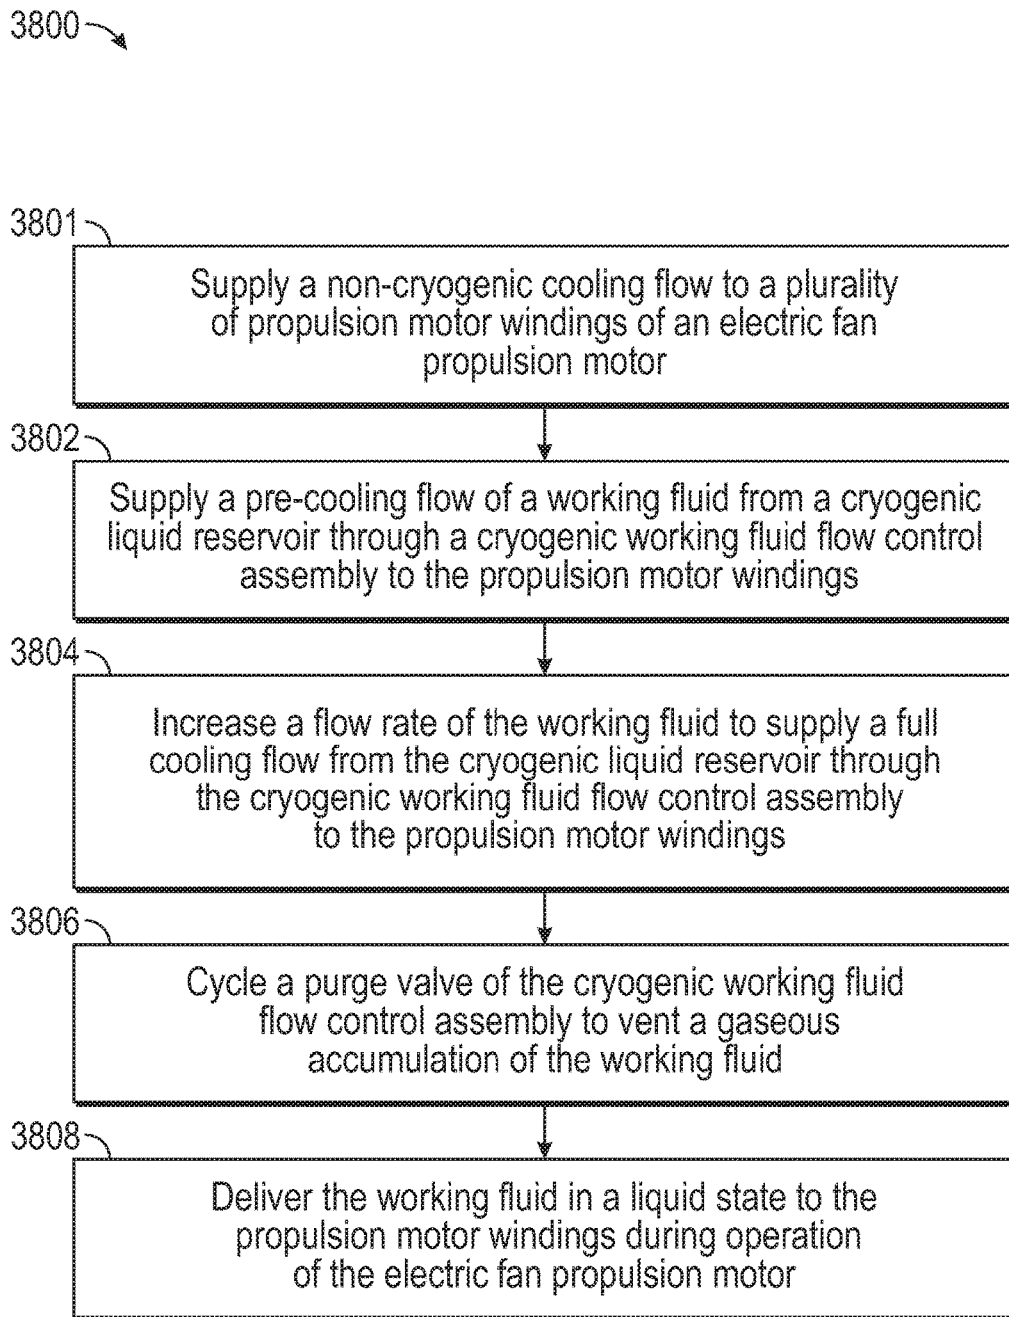 3800
3801
Supply a non-cryogenic cooling flow to a plurality
of propulsion motor windings of an electric fan
propulsion motor
3802
Supply a pre-cooling flow of a working fluid from a cryogenic
liquid reservoir through a cryogenic working fluid flow control
assembly to the propulsion motor windings
3804
Increase a flow rate of the working fluid to supply a full
cooling flow from the cryogenic liquid reservoir through
the cryogenic working fluid flow control assembly
to the propulsion motor windings
3806
Cycle a purge valve of the cryogenic working fluid
flow control assembly to vent a gaseous
accumulation of the working fluid
3808
Deliver the working fluid in a liquid state to the
propulsion motor windings during operation
of the electric fan propulsion motor